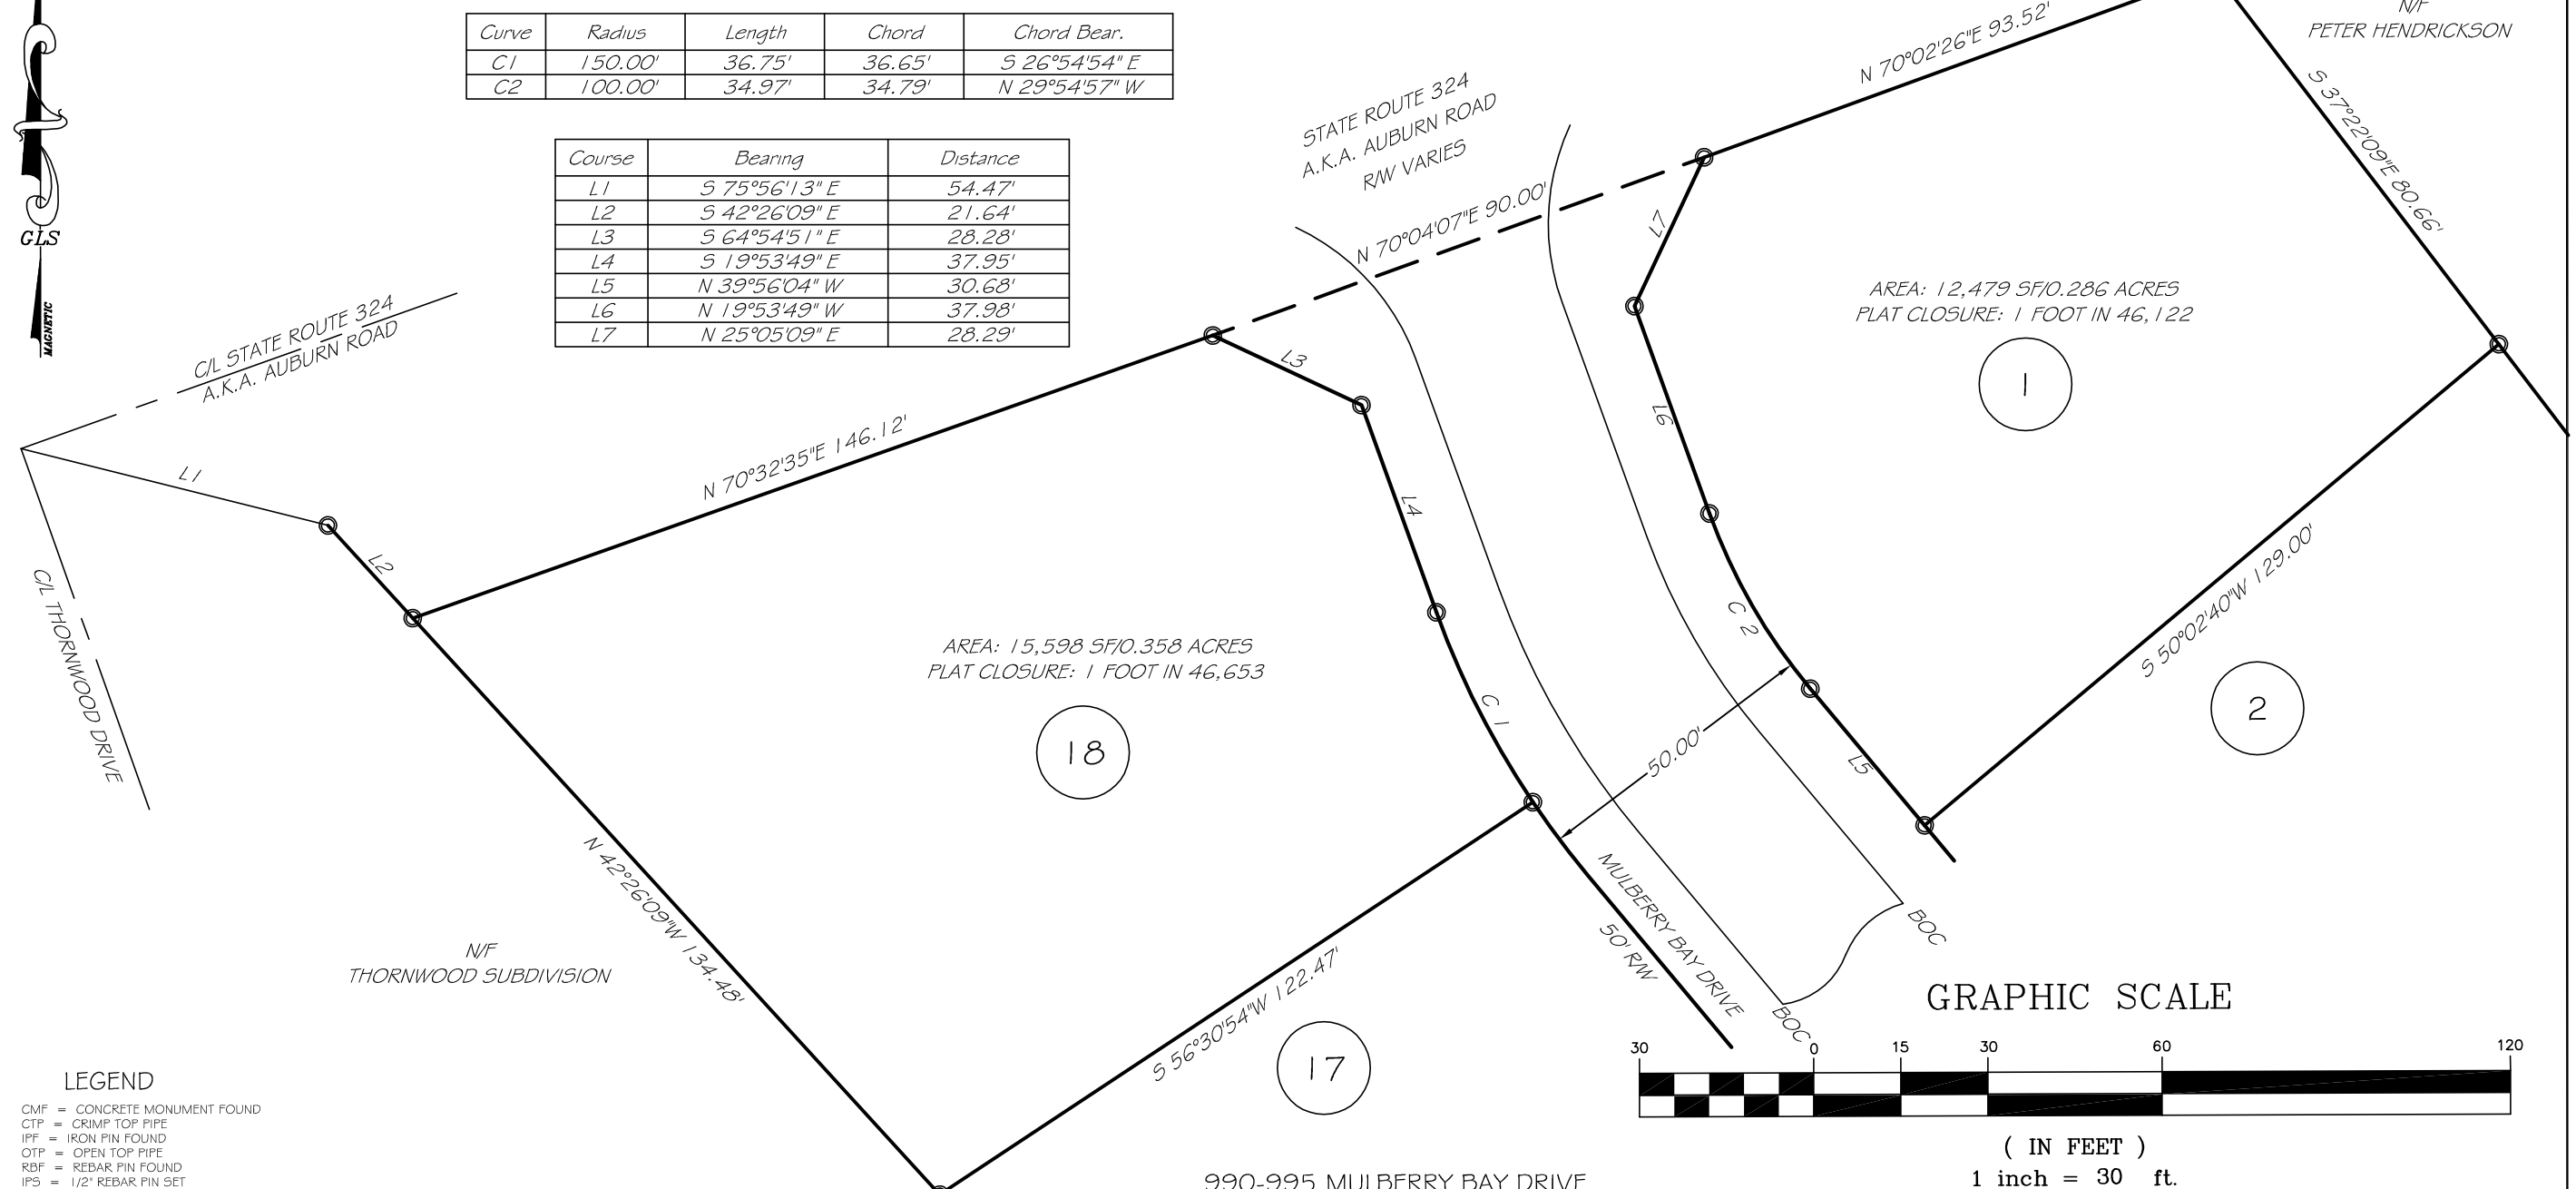 Curve Radius Length Chord Chord Bear.
C1 150.00' 36.75' 36.65' S 26°54'54" E
C2 100.00' 34.97' 34.79' N 29°54'57" W
Course Bearing Distance
L1 S 75°56'13" E 54.47'
L2 S 42°26'09" E 21.64'
L3 S 64°54'51" E 28.28'
L4 S 19°53'49" E 37.95'
L5 N 39°56'04" W 30.68'
L6 N 19°53'49" W 37.98'
L7 N 25°05'09" E 28.29'
GLS
MAGNETIC
STATE ROUTE 324
A.K.A. AUBURN ROAD
R/W VARIES
N 70°02'26"E 93.52'
N/F
PETER HENDRICKSON
S 37°22'09"E 80.66'
N 70°04'07"E 90.00'
L7
AREA: 12,479 SF/0.286 ACRES
PLAT CLOSURE: 1 FOOT IN 46,122
1
C/L STATE ROUTE 324
A.K.A. AUBURN ROAD
L1
L2
L3
L4
L6
N 70°32'35"E 146.12'
C/L THORNWOOD DRIVE
AREA: 15,598 SF/0.358 ACRES
PLAT CLOSURE: 1 FOOT IN 46,653
18
C 1
C 2
50.00'
L5
S 50°02'40"W 129.00'
2
N 42°26'09"W 134.48'
N/F
THORNWOOD SUBDIVISION
S 56°30'54"W 122.47'
17
MULBERRY BAY DRIVE
50' R/W
BOC
BOC
GRAPHIC SCALE
30 0 15 30 60 120
( IN FEET )
1 inch = 30 ft.
LEGEND
CMF = CONCRETE MONUMENT FOUND
CTP = CRIMP TOP PIPE
IPF = IRON PIN FOUND
OTP = OPEN TOP PIPE
RBF = REBAR PIN FOUND
IPS = 1/2" REBAR PIN SET
990-995 MULBERRY BAY DRIVE